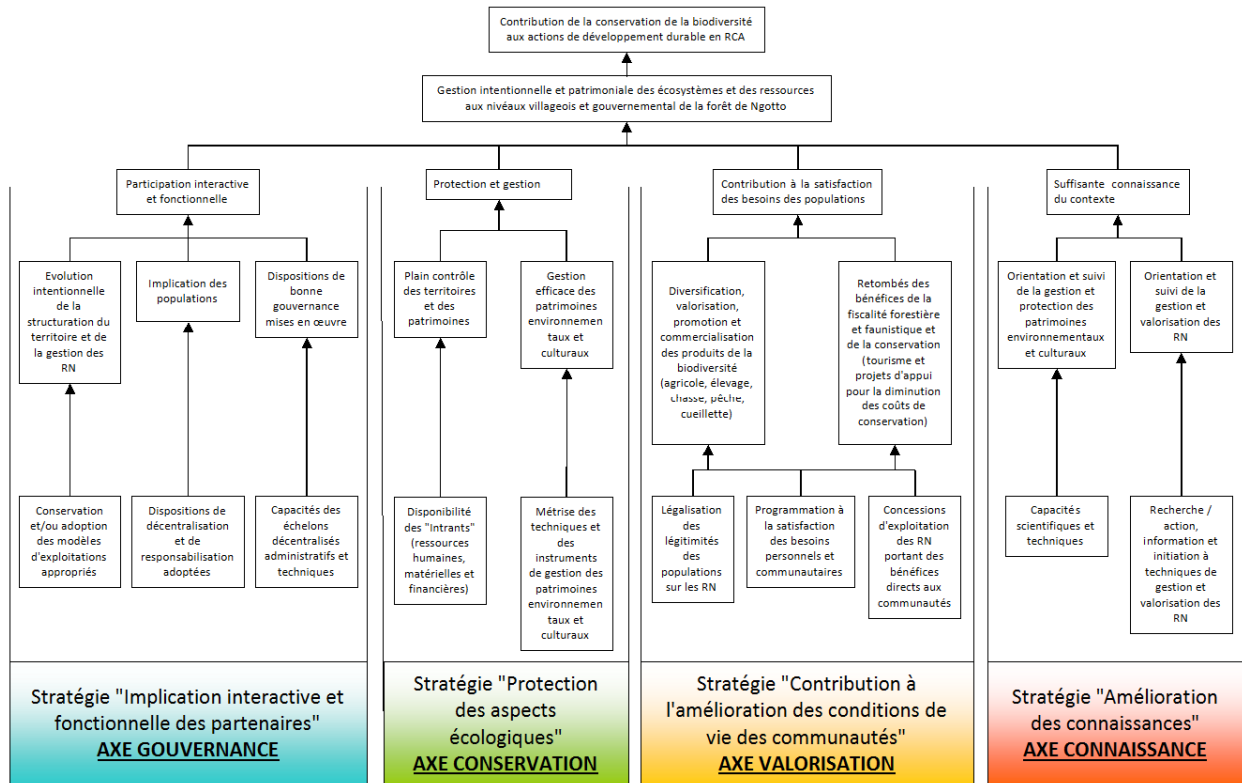 Contribution de la conservation de la biodiversité
aux actions de développement durable en RCA
Gestion intentionnelle et patrimoniale des écosystèmes et des ressources
aux nivéaux villageois et gouvernemental de la forêt de Ngotto
Participation interactive
et fonctionnelle
Protection et gestion
Contribution à la satisfaction
des besoins des populations
Suffisante connaissance
du contexte
Evolution
intentionnelle
de la
structuration du
territoire et de
la gestion des
RN
Implication des
populations
Dispositions de
bonne
gouvernance
mises en œuvre
Plain contrôle
des territoires
et des
patrimoines
Gestion
efficace des
patrimoines
environnemen
taux et
culturaux
Diversification,
valorisation,
promotion et
commercialisation
des produits de la
biodiversité
(agricole, élevage,
chasse, pêche,
cueillette)
Retombés des
bénéfices de la
fiscalité forestière
et faunistique et
de la conservation
(tourisme et
projets d'appui
pour la diminution
des coûts de
conservation)
Orientation et suivi
de la gestion et
protection des
patrimoines
environnementaux
et culturaux
Orientation et
suivi de la
gestion et
valorisation des
RN
Conservation
et/ou adoption
des modèles
d'exploitations
appropriés
Dispositions de
décentralisation
et de
responsabilisation
adoptées
Capacités des
échelons
décentralisés
administratifs et
techniques
Disponibilité
des "Intrants"
(ressources
humaines,
matérielles et
financières)
Métrise des
techniques et
des
instruments
de gestion des
patrimoines
environnemen
taux et
culturaux
Légalisation
des
légitimités
des
populations
sur les RN
Programmation à
la satisfaction
des besoins
personnels et
communautaires
Concessions
d'exploitation
des RN
portant des
bénéfices
directs aux
communautés
Capacités
scientifiques et
techniques
Recherche /
action,
information et
initiation à
techniques de
gestion et
valorisation des
RN
Stratégie "Implication interactive et
fonctionnelle des partenaires"
AXE GOUVERNANCE
Stratégie "Protection
des aspects
écologiques"
AXE CONSERVATION
Stratégie "Contribution à
l'amélioration des conditions de
vie des communautés"
AXE VALORISATION
Stratégie "Amélioration
des connaissances"
AXE CONNAISSANCE